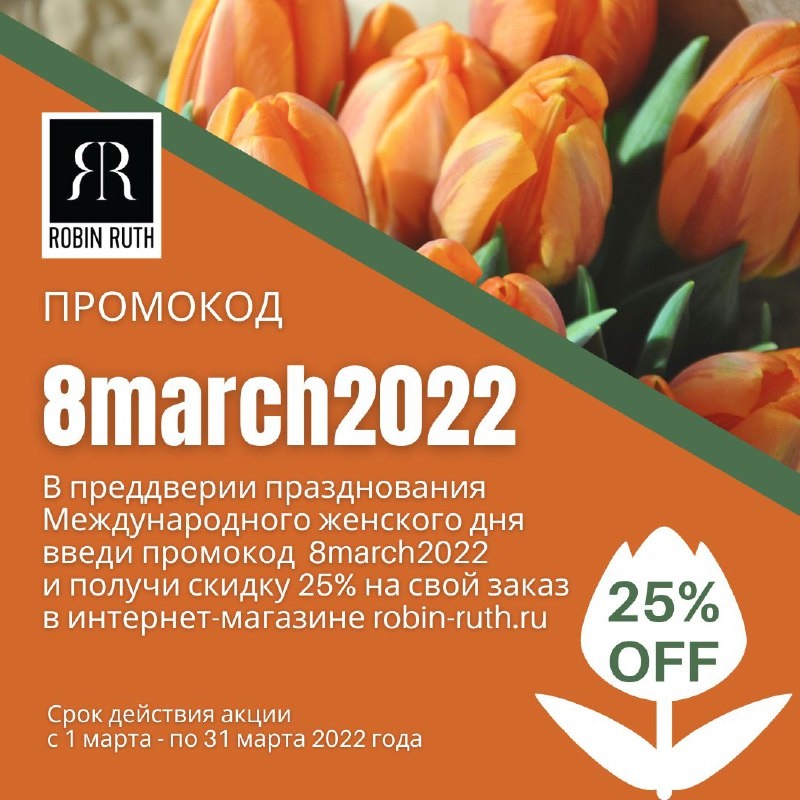 RR
ROBIN RUTH
ПРОМОКОД
8march2022
В преддверии празднования
Международного женского дня
введи промокод 8march2022
и получи скидку 25% на свой заказ
в интернет-магазине robin-ruth.ru
25%
OFF
Срок действия акции
с 1 марта - по 31 марта 2022 года